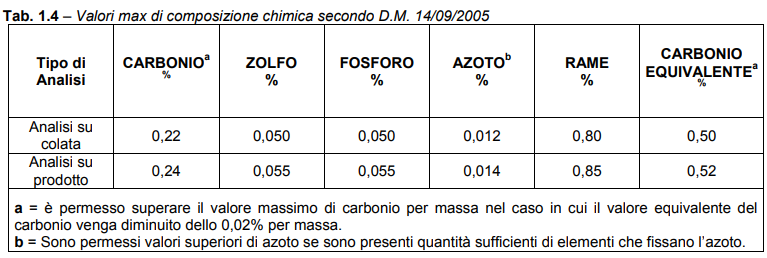 Tab. 1.4 – Valori max di composizione chimica secondo D.M. 14/09/2005
Tipo di Analisi CARBONIOᵃ % ZOLFO % FOSFORO % AZOTOᵇ % RAME % CARBONIO EQUIVALENTEᵃ %
Analisi su colata 0,22 0,050 0,050 0,012 0,80 0,50
Analisi su prodotto 0,24 0,055 0,055 0,014 0,85 0,52
a = è permesso superare il valore massimo di carbonio per massa nel caso in cui il valore equivalente del
carbonio venga diminuito dello 0,02% per massa.
b = Sono permessi valori superiori di azoto se sono presenti quantità sufficienti di elementi che fissano l’azoto.